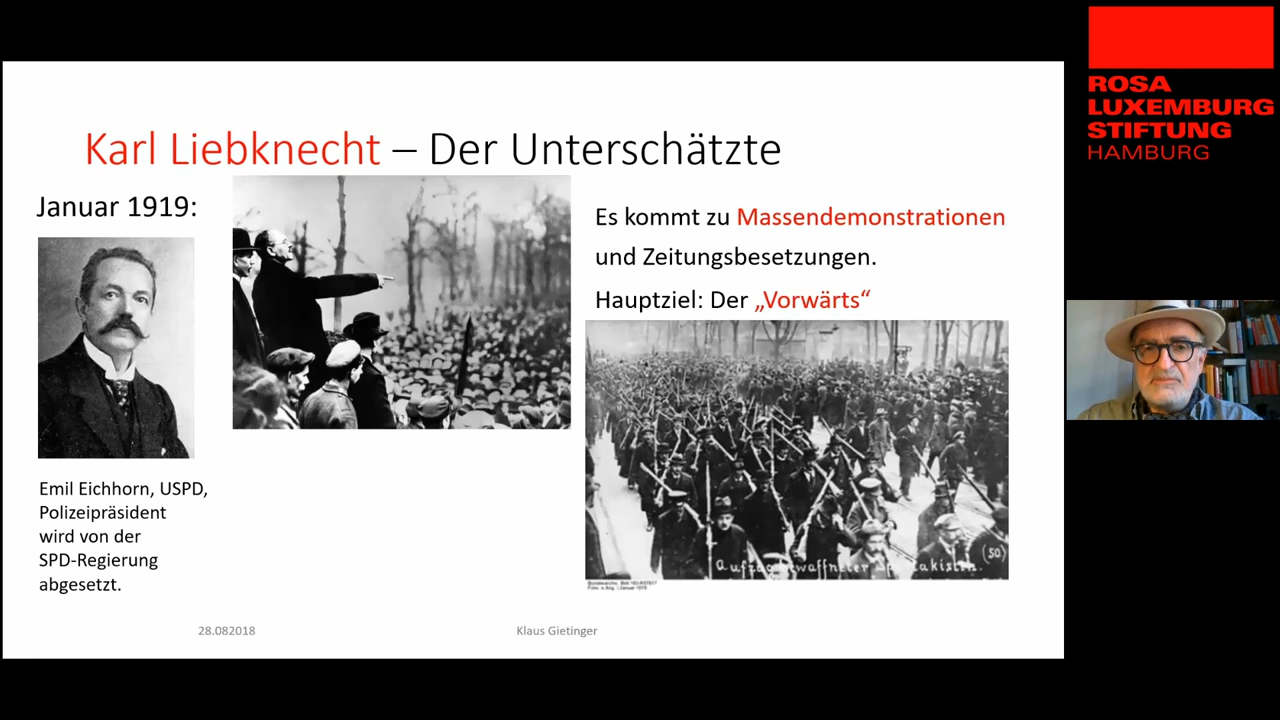 Karl Liebknecht – Der Unterschätzte
Januar 1919:
Emil Eichhorn, USPD,
Polizeipräsident
wird von der
SPD-Regierung
abgesetzt.
Es kommt zu Massendemonstrationen
und Zeitungsbesetzungen.
Hauptziel: Der „Vorwärts“
(50.)
28.082018
Klaus Gietinger
ROSA
LUXEMBURG
STIFTUNG
HAMBURG